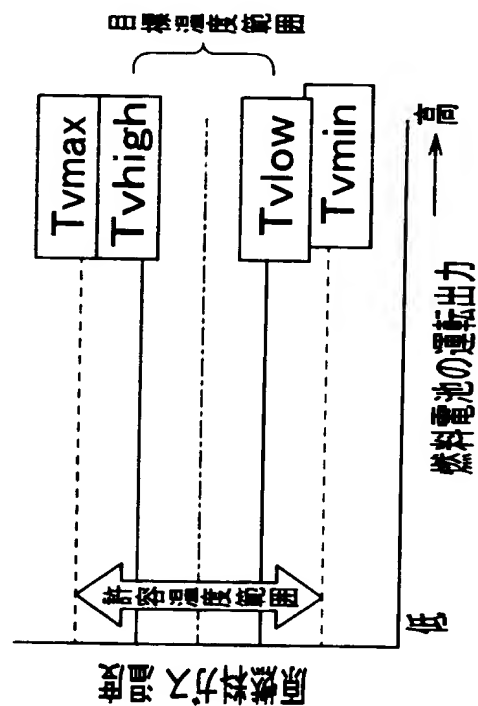 目標温度範囲
Tvmax
Tvhigh
Tvlow
Tvmin
許容温度範囲
原燃料ガス温度
低
高
燃料電池の運転出力